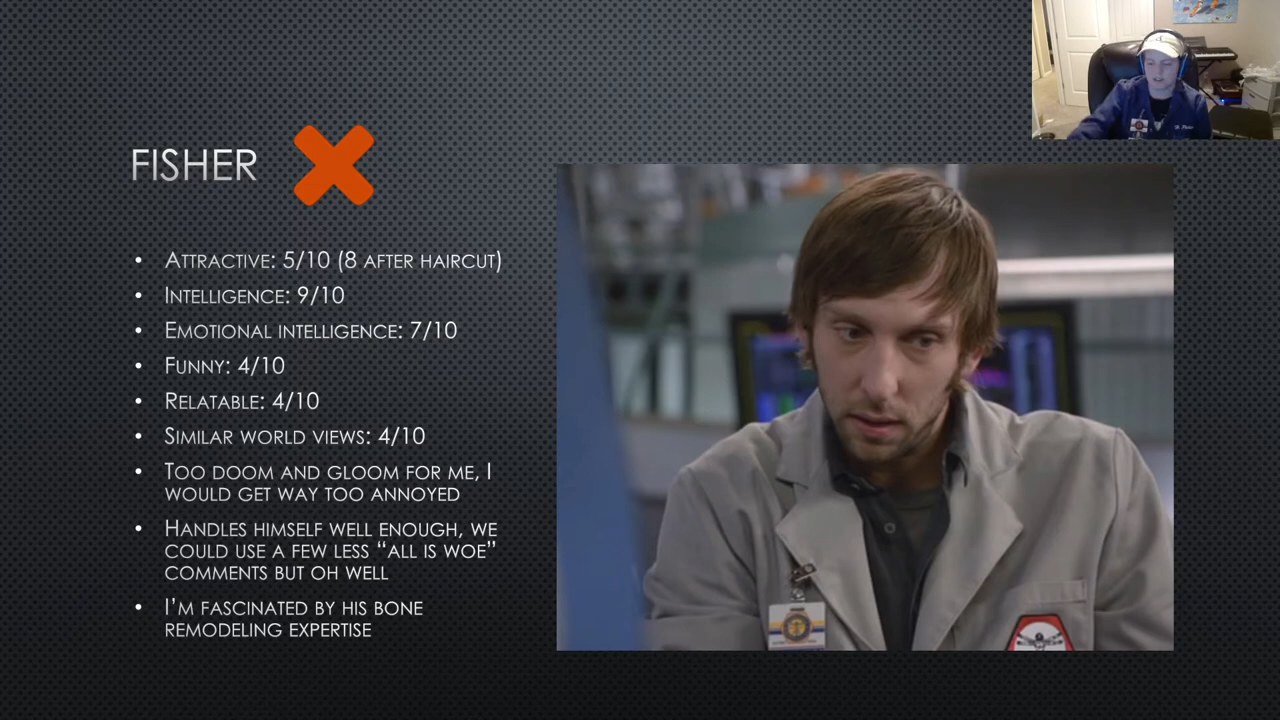 FISHER
• ATTRACTIVE: 5/10 (8 AFTER HAIRCUT)
• INTELLIGENCE: 9/10
• EMOTIONAL INTELLIGENCE: 7/10
• FUNNY: 4/10
• RELATABLE: 4/10
• SIMILAR WORLD VIEWS: 4/10
• TOO DOOM AND GLOOM FOR ME, I
WOULD GET WAY TOO ANNOYED
• HANDLES HIMSELF WELL ENOUGH, WE
COULD USE A FEW LESS “ALL IS WOE”
COMMENTS BUT OH WELL
• I’M FASCINATED BY HIS BONE
REMODELING EXPERTISE